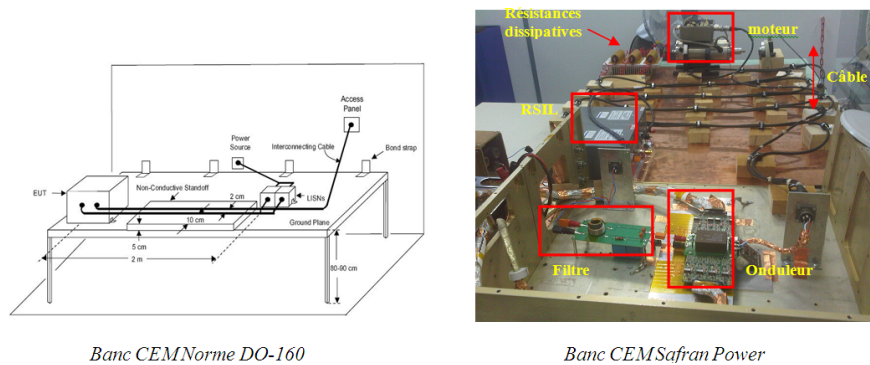 Access
Panel
Power
Source
Interconnecting Cable
Bond strap
EUT
Non-Conductive Standoff
2 cm
LISNs
10 cm
Ground Plane
5 cm
2 m
80-90 cm
Banc CEM Norme DO-160
Résistances
dissipatives
moteur
Câble
RSIL
Filtre
Onduleur
Banc CEM Safran Power